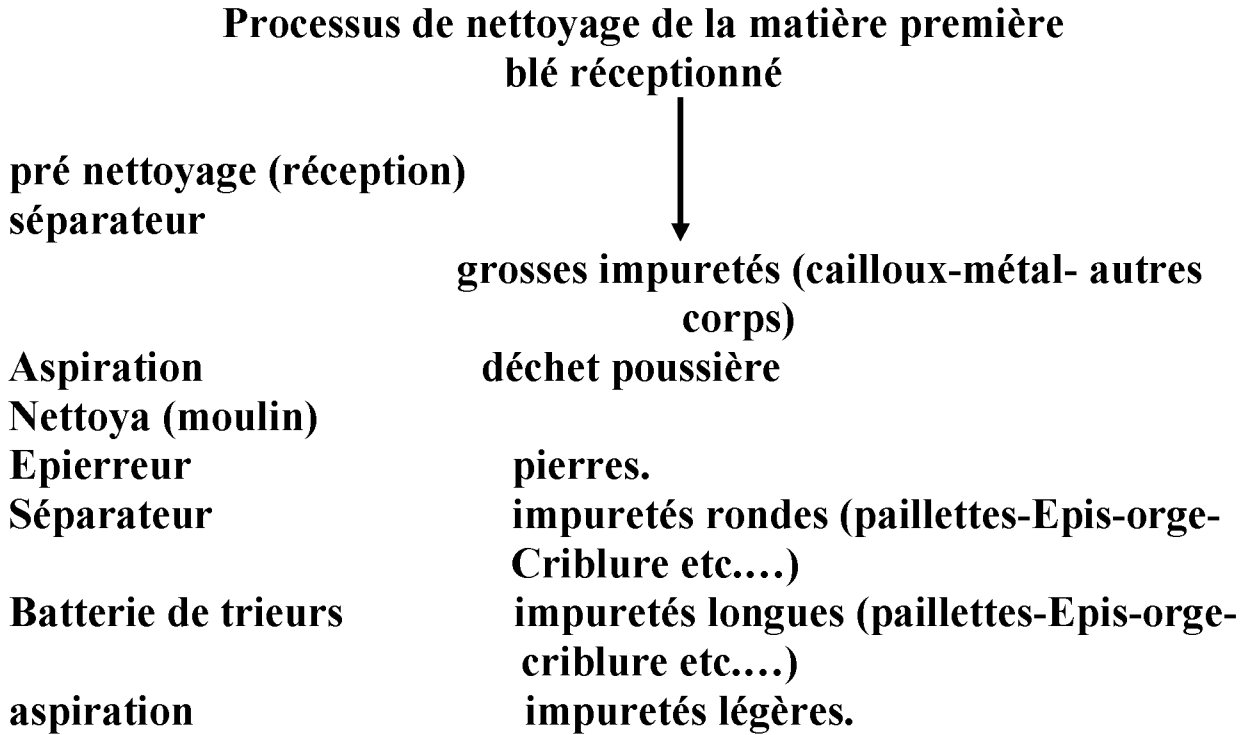 Processus de nettoyage de la matière première
blé réceptionné
pré nettoyage (réception)
séparateur
grosses impuretés (cailloux-métal- autres
corps)
Aspiration déchet poussière
Nettoya (moulin)
Epierreur pierres.
Séparateur impuretés rondes (paillettes-Epis-orge-
Criblure etc.…)
Batterie de trieurs impuretés longues (paillettes-Epis-orge-
criblure etc.…)
aspiration impuretés légères.